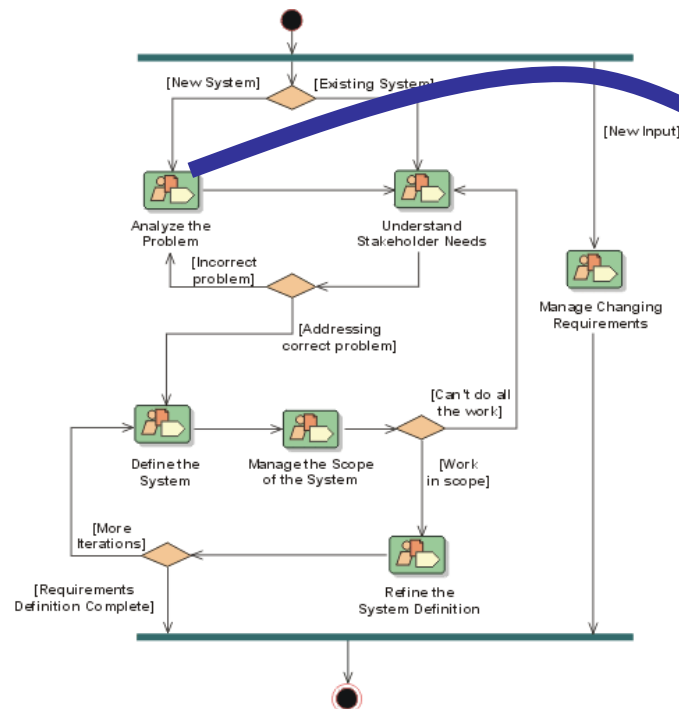 [New System]
[Existing System]
[New Input]
Analyze the
Problem
Understand
Stakeholder Needs
[Incorrect
problem]
Manage Changing
Requirements
[Addressing
correct problem]
[Can't do all
the work]
Define the
System
Manage the Scope
of the System
[Work
in scope]
[More
Iterations]
[Requirements
Definition Complete]
Refine the
System Definition